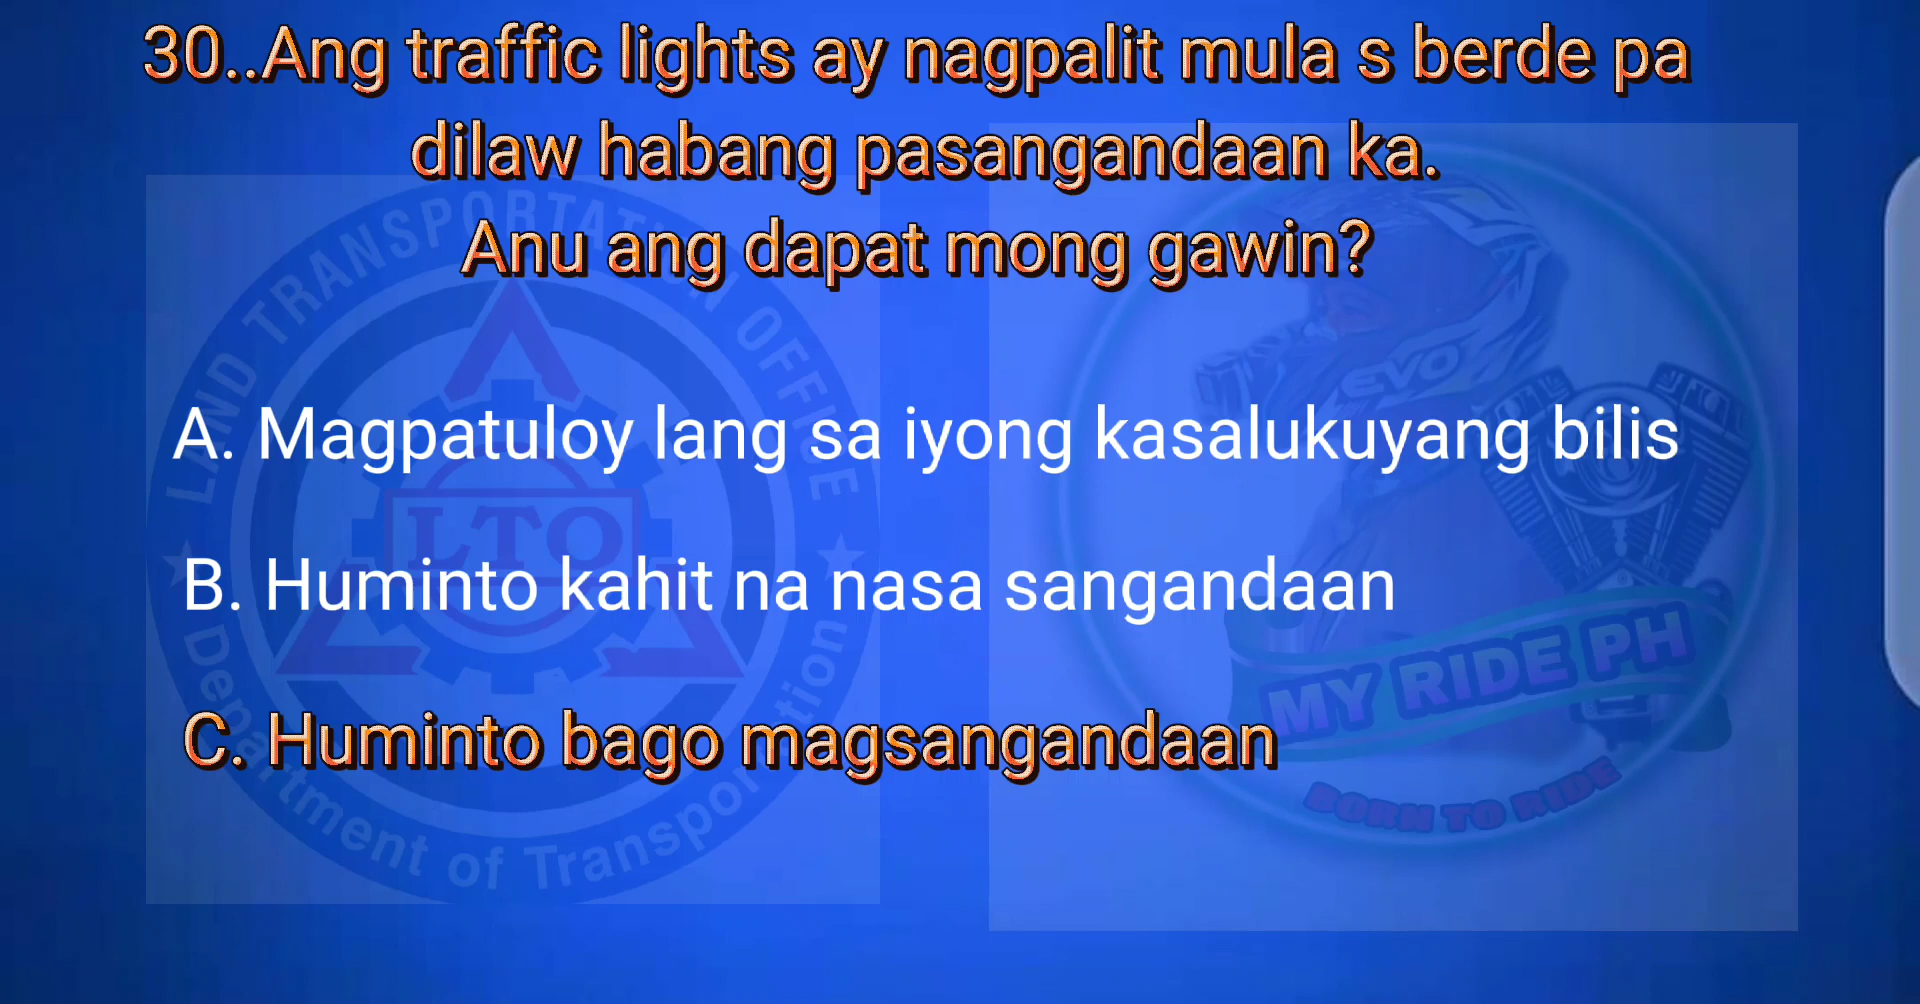 30..Ang traffic lights ay nagpalit mula s berde pa
dilaw habang pasangandaan ka.
Anu ang dapat mong gawin?
A. Magpatuloy lang sa iyong kasalukuyang bilis
B. Huminto kahit na nasa sangandaan
C. Huminto bago magsangandaan
LAND TRANSPORTATION OFFICE
LTO
Department of Transportation
EVO
MY RIDE PH
BORN TO RIDE